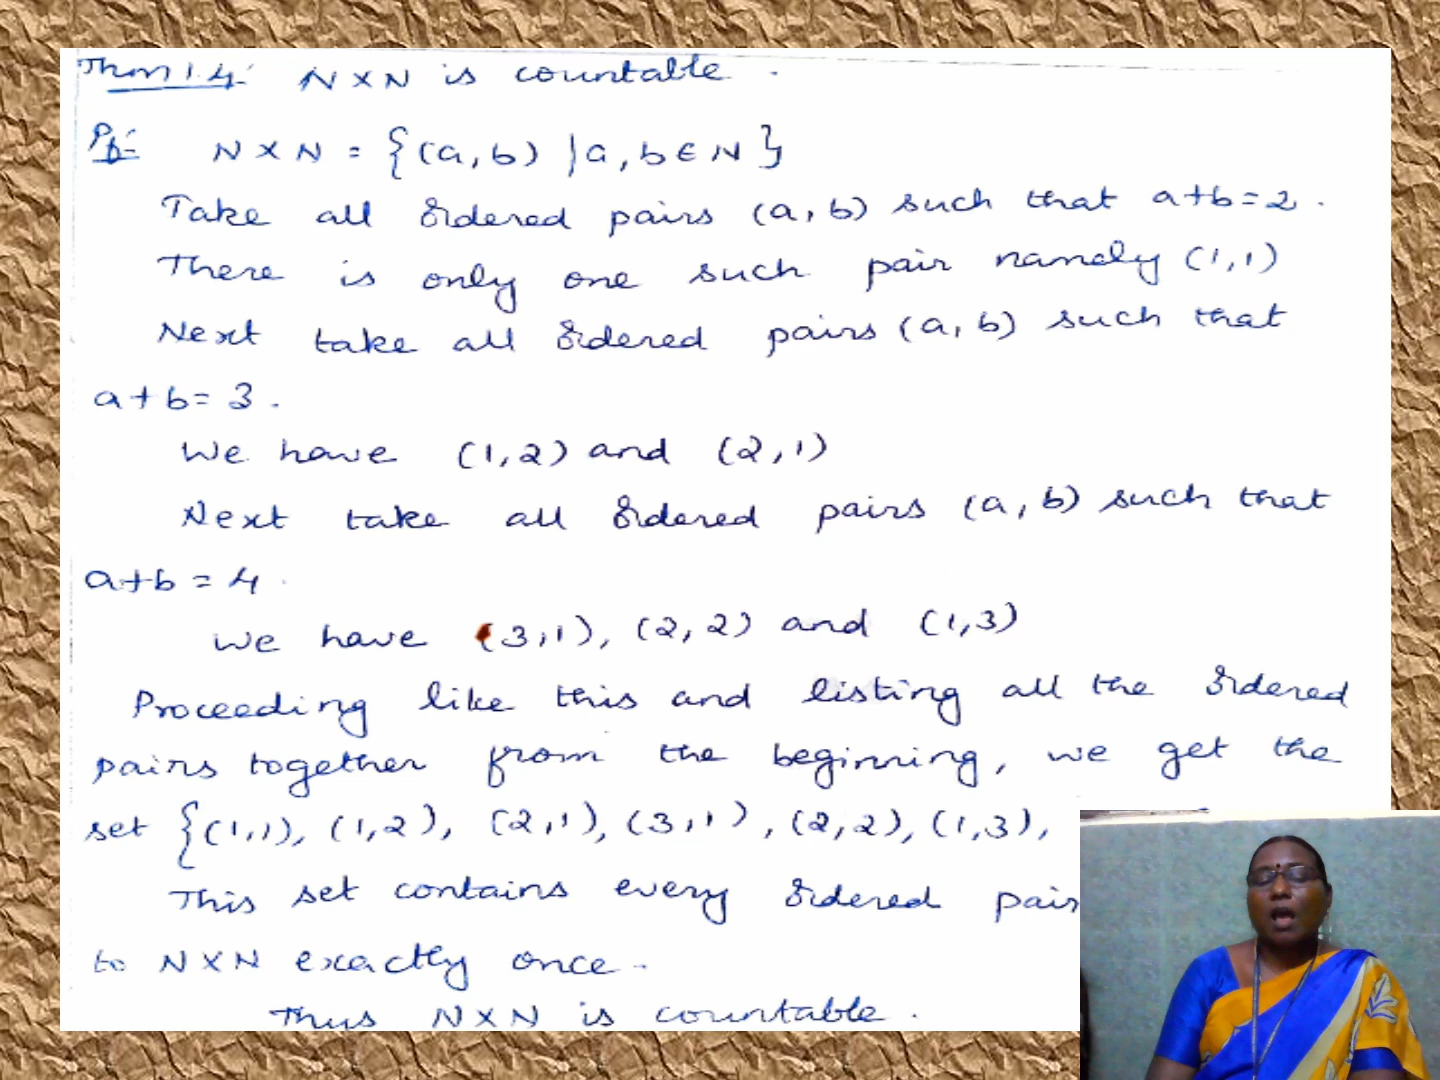 Thm 1.4: N×N is countable.
Pf:- N×N = {(a,b) | a,b∈N}
Take all ordered pairs (a,b) such that a+b=2.
There is only one such pair namely (1,1)
Next take all ordered pairs (a,b) such that
a+b=3.
We have (1,2) and (2,1)
Next take all ordered pairs (a,b) such that
a+b=4.
We have (3,1), (2,2) and (1,3)
Proceeding like this and listing all the ordered
pairs together from the beginning, we get the
set {(1,1), (1,2), (2,1), (3,1), (2,2), (1,3),
This set contains every ordered pair
to N×N exactly once.
Thus N×N is countable.